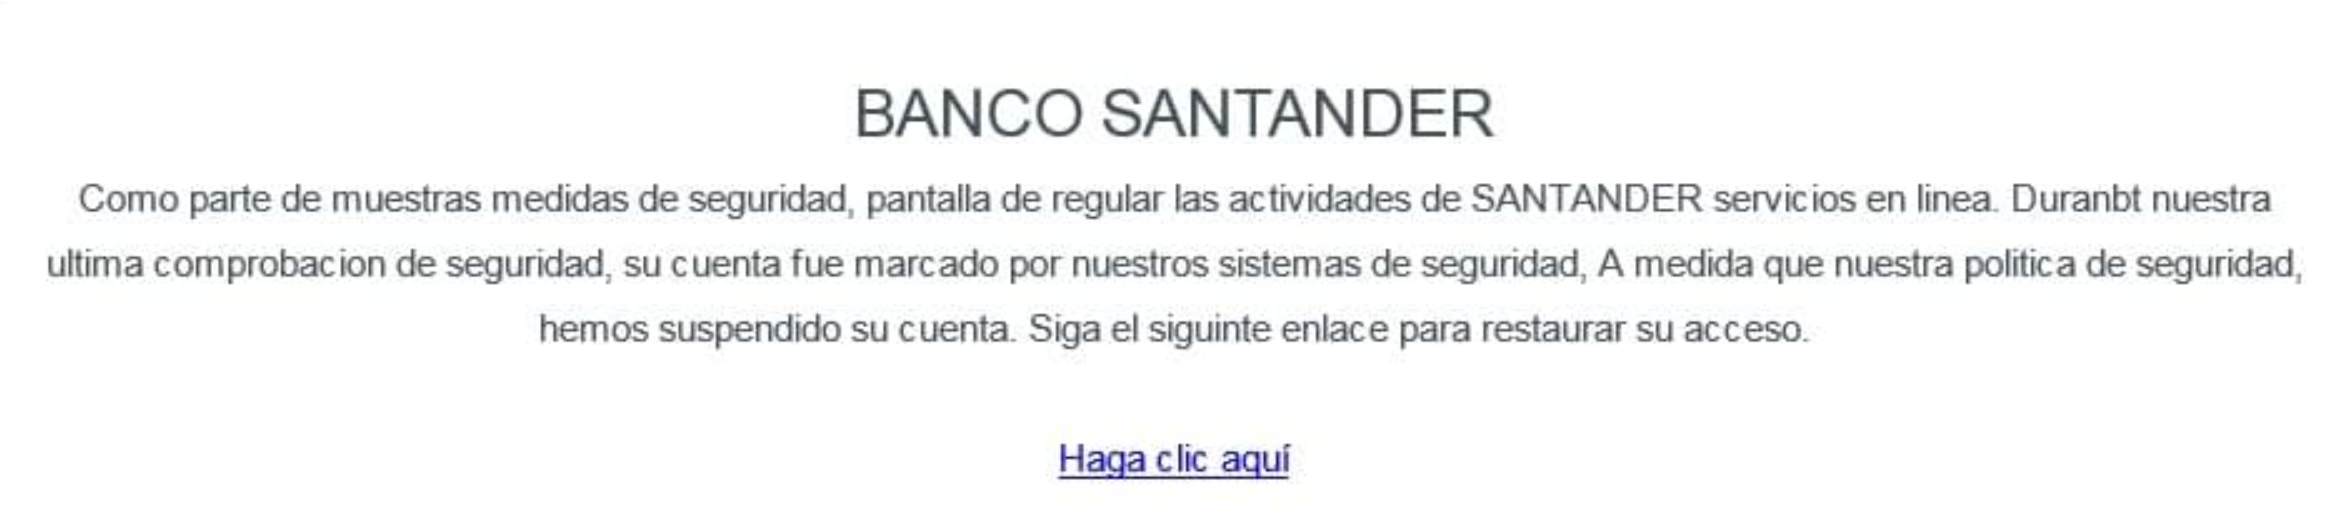 BANCO SANTANDER
Como parte de muestras medidas de seguridad, pantalla de regular las actividades de SANTANDER servicios en linea. Duranbt nuestra
ultima comprobacion de seguridad, su cuenta fue marcado por nuestros sistemas de seguridad, A medida que nuestra politica de seguridad,
hemos suspendido su cuenta. Siga el siguinte enlace para restaurar su acceso.
Haga clic aquí